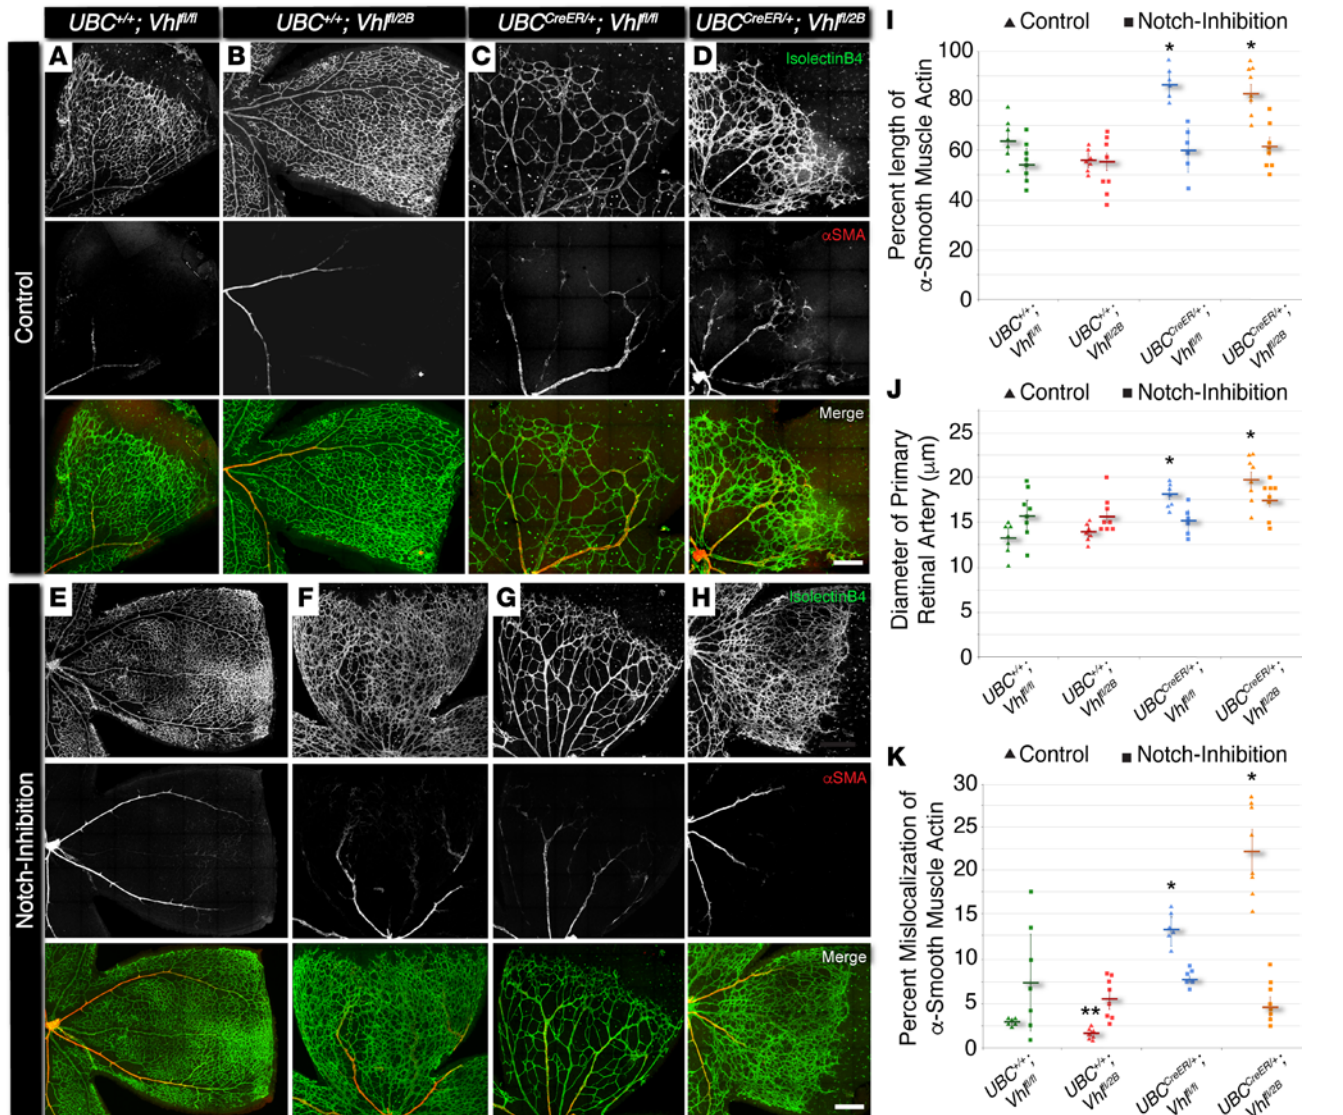 UBC+/+; Vhlfl/fl
UBC+/+; Vhlfl/2B
UBCCreER/+; Vhlfl/fl
UBCCreER/+; Vhlfl/2B
Control
A
B
C
D
IsolectinB4
αSMA
Merge
Notch-Inhibition
E
F
G
H
IsolectinB4
αSMA
Merge
I
▲ Control ■ Notch-Inhibition
Percent length of
α-Smooth Muscle Actin
100
80
60
40
20
0
* *
UBC+/+;
Vhlfl/fl
UBC+/+;
Vhlfl/2B
UBCCreER/+;
Vhlfl/fl
UBCCreER/+;
Vhlfl/2B
J
▲ Control ■ Notch-Inhibition
Diameter of Primary
Retinal Artery (μm)
25
20
15
10
5
0
* *
UBC+/+;
Vhlfl/fl
UBC+/+;
Vhlfl/2B
UBCCreER/+;
Vhlfl/fl
UBCCreER/+;
Vhlfl/2B
K
▲ Control ■ Notch-Inhibition
Percent Mislocalization of
α-Smooth Muscle Actin
30
25
20
15
10
5
0
** * *
UBC+/+;
Vhlfl/fl
UBC+/+;
Vhlfl/2B
UBCCreER/+;
Vhlfl/fl
UBCCreER/+;
Vhlfl/2B